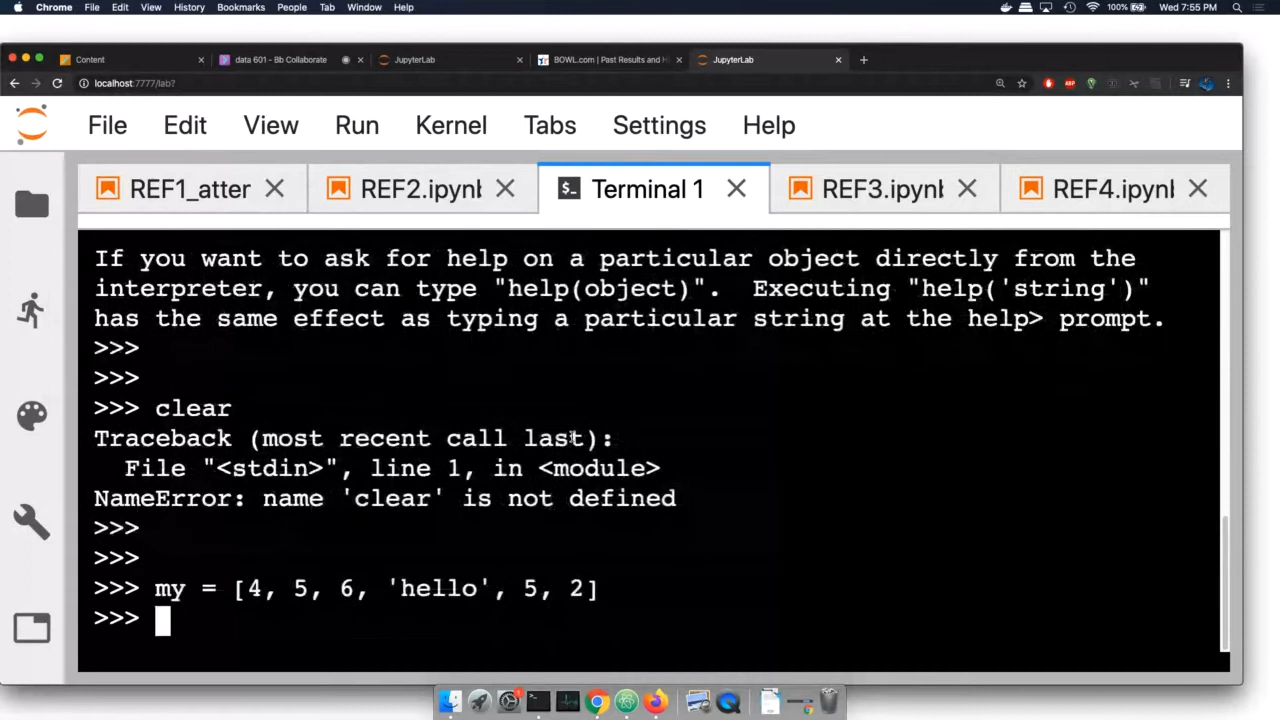 Chrome File Edit View History Bookmarks People Tab Window Help 100% Wed 7:55 PM
Content data 601 - Bb Collaborate JupyterLab BOWL.com | Past Results and H JupyterLab
localhost:7777/lab?
File Edit View Run Kernel Tabs Settings Help
REF1_atter REF2.ipynb Terminal 1 REF3.ipynb REF4.ipynl
If you want to ask for help on a particular object directly from the
interpreter, you can type "help(object)".  Executing "help('string')"
has the same effect as typing a particular string at the help> prompt.
>>>
>>>
>>> clear
Traceback (most recent call last):
  File "<stdin>", line 1, in <module>
NameError: name 'clear' is not defined
>>>
>>>
>>> my = [4, 5, 6, 'hello', 5, 2]
>>>